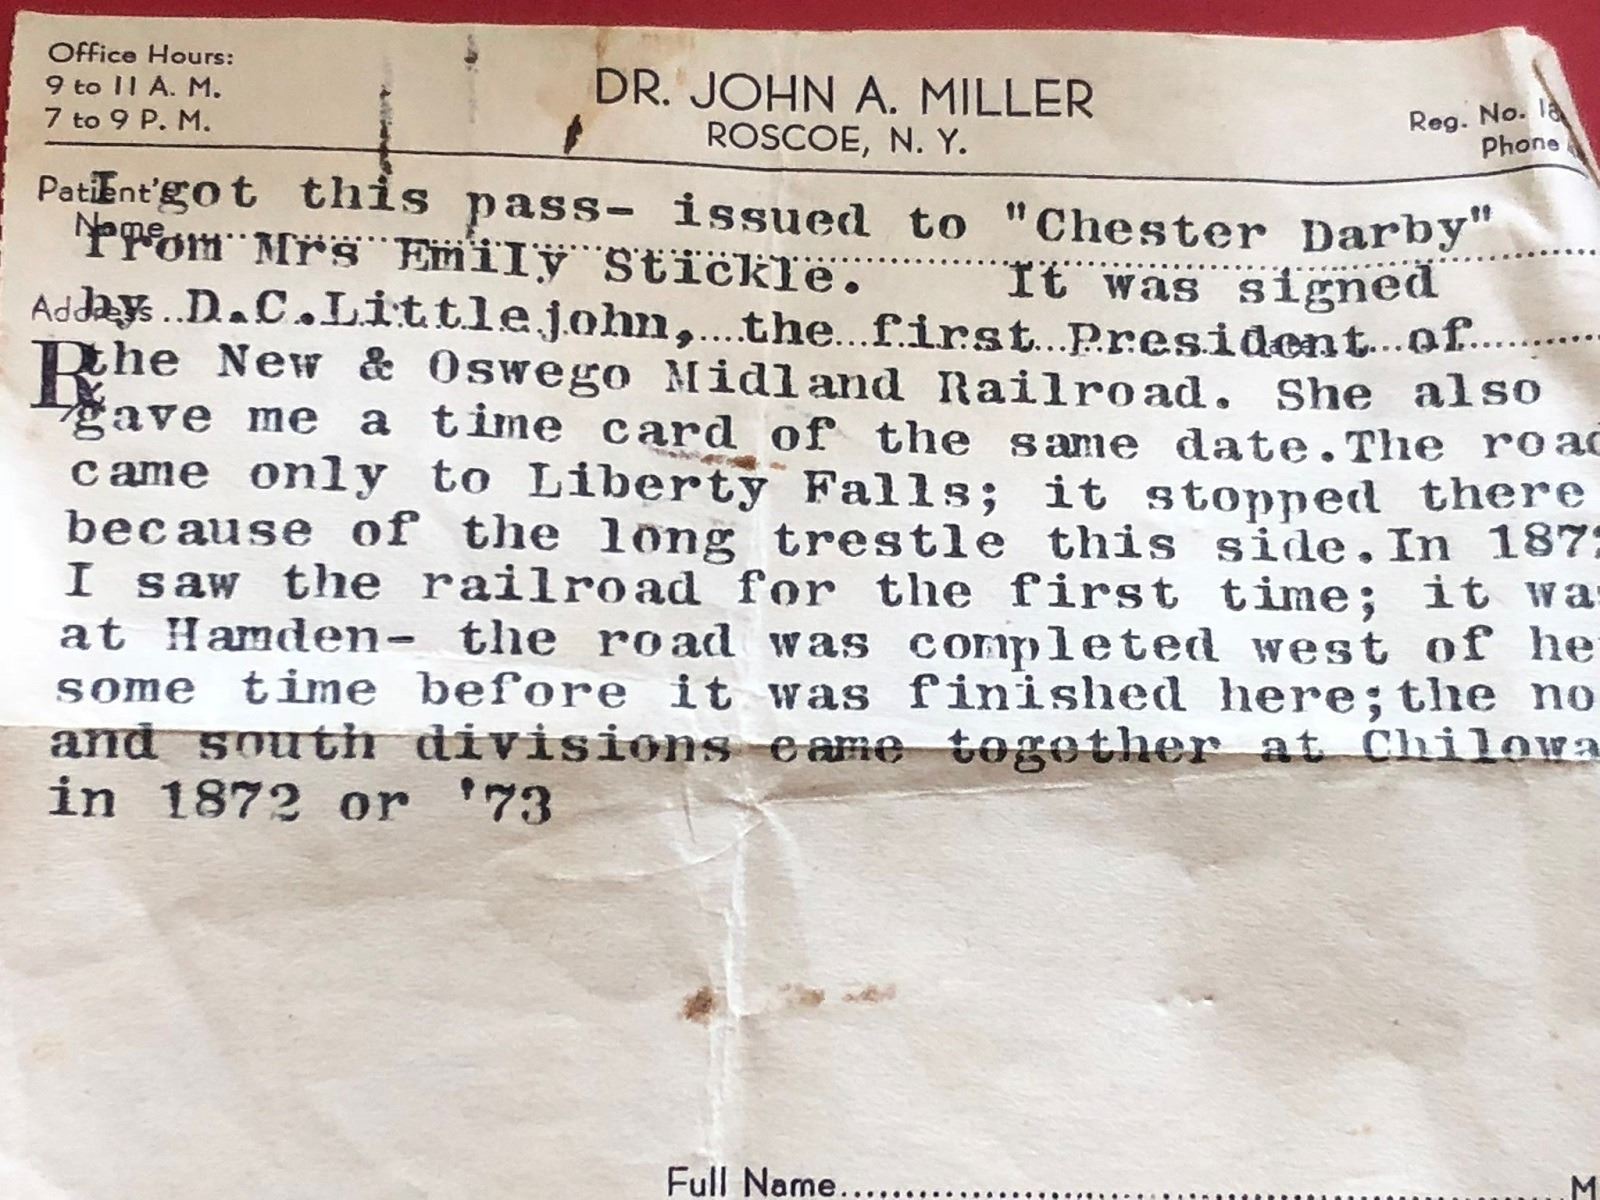 Office Hours:
9 to 11 A. M.
7 to 9 P. M.
DR. JOHN A. MILLER
ROSCOE, N. Y.
Reg. No.
Phone
Patient's
Name
Address
Rx
I got this pass- issued to "Chester Darby"
from Mrs Emily Stickle. It was signed
by D.C.Littlejohn, the first President of
the New & Oswego Midland Railroad. She also
gave me a time card of the same date.The road
came only to Liberty Falls; it stopped there
because of the long trestle this side.In
I saw the railroad for the first time; it was
at Hamden- the road was completed west of
some time before it was finished here;the
and south divisions came together at
in 1872 or '73
Full Name